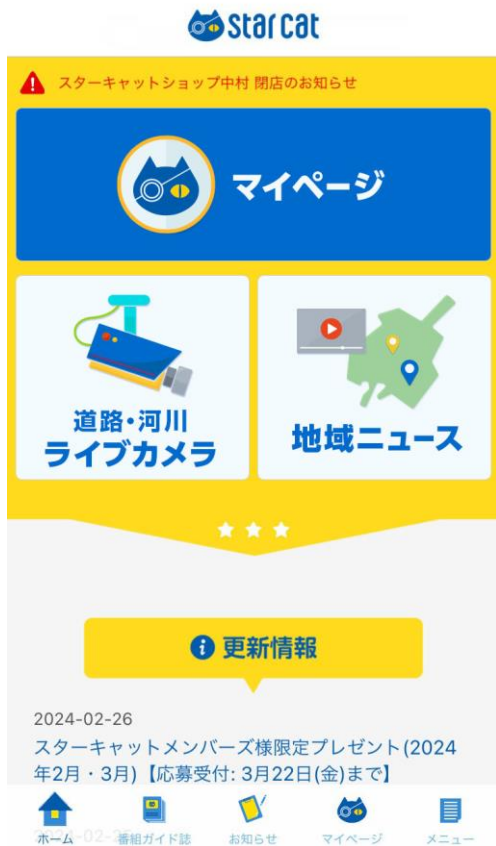 starcat
スターキャットショップ中村 閉店のお知らせ
マイページ
道路・河川
ライブカメラ
地域ニュース
更新情報
2024-02-26
スターキャットメンバーズ様限定プレゼント(2024
年2月・3月)【応募受付: 3月22日(金)まで】
ホーム
番組ガイド誌
お知らせ
マイページ
メニュー